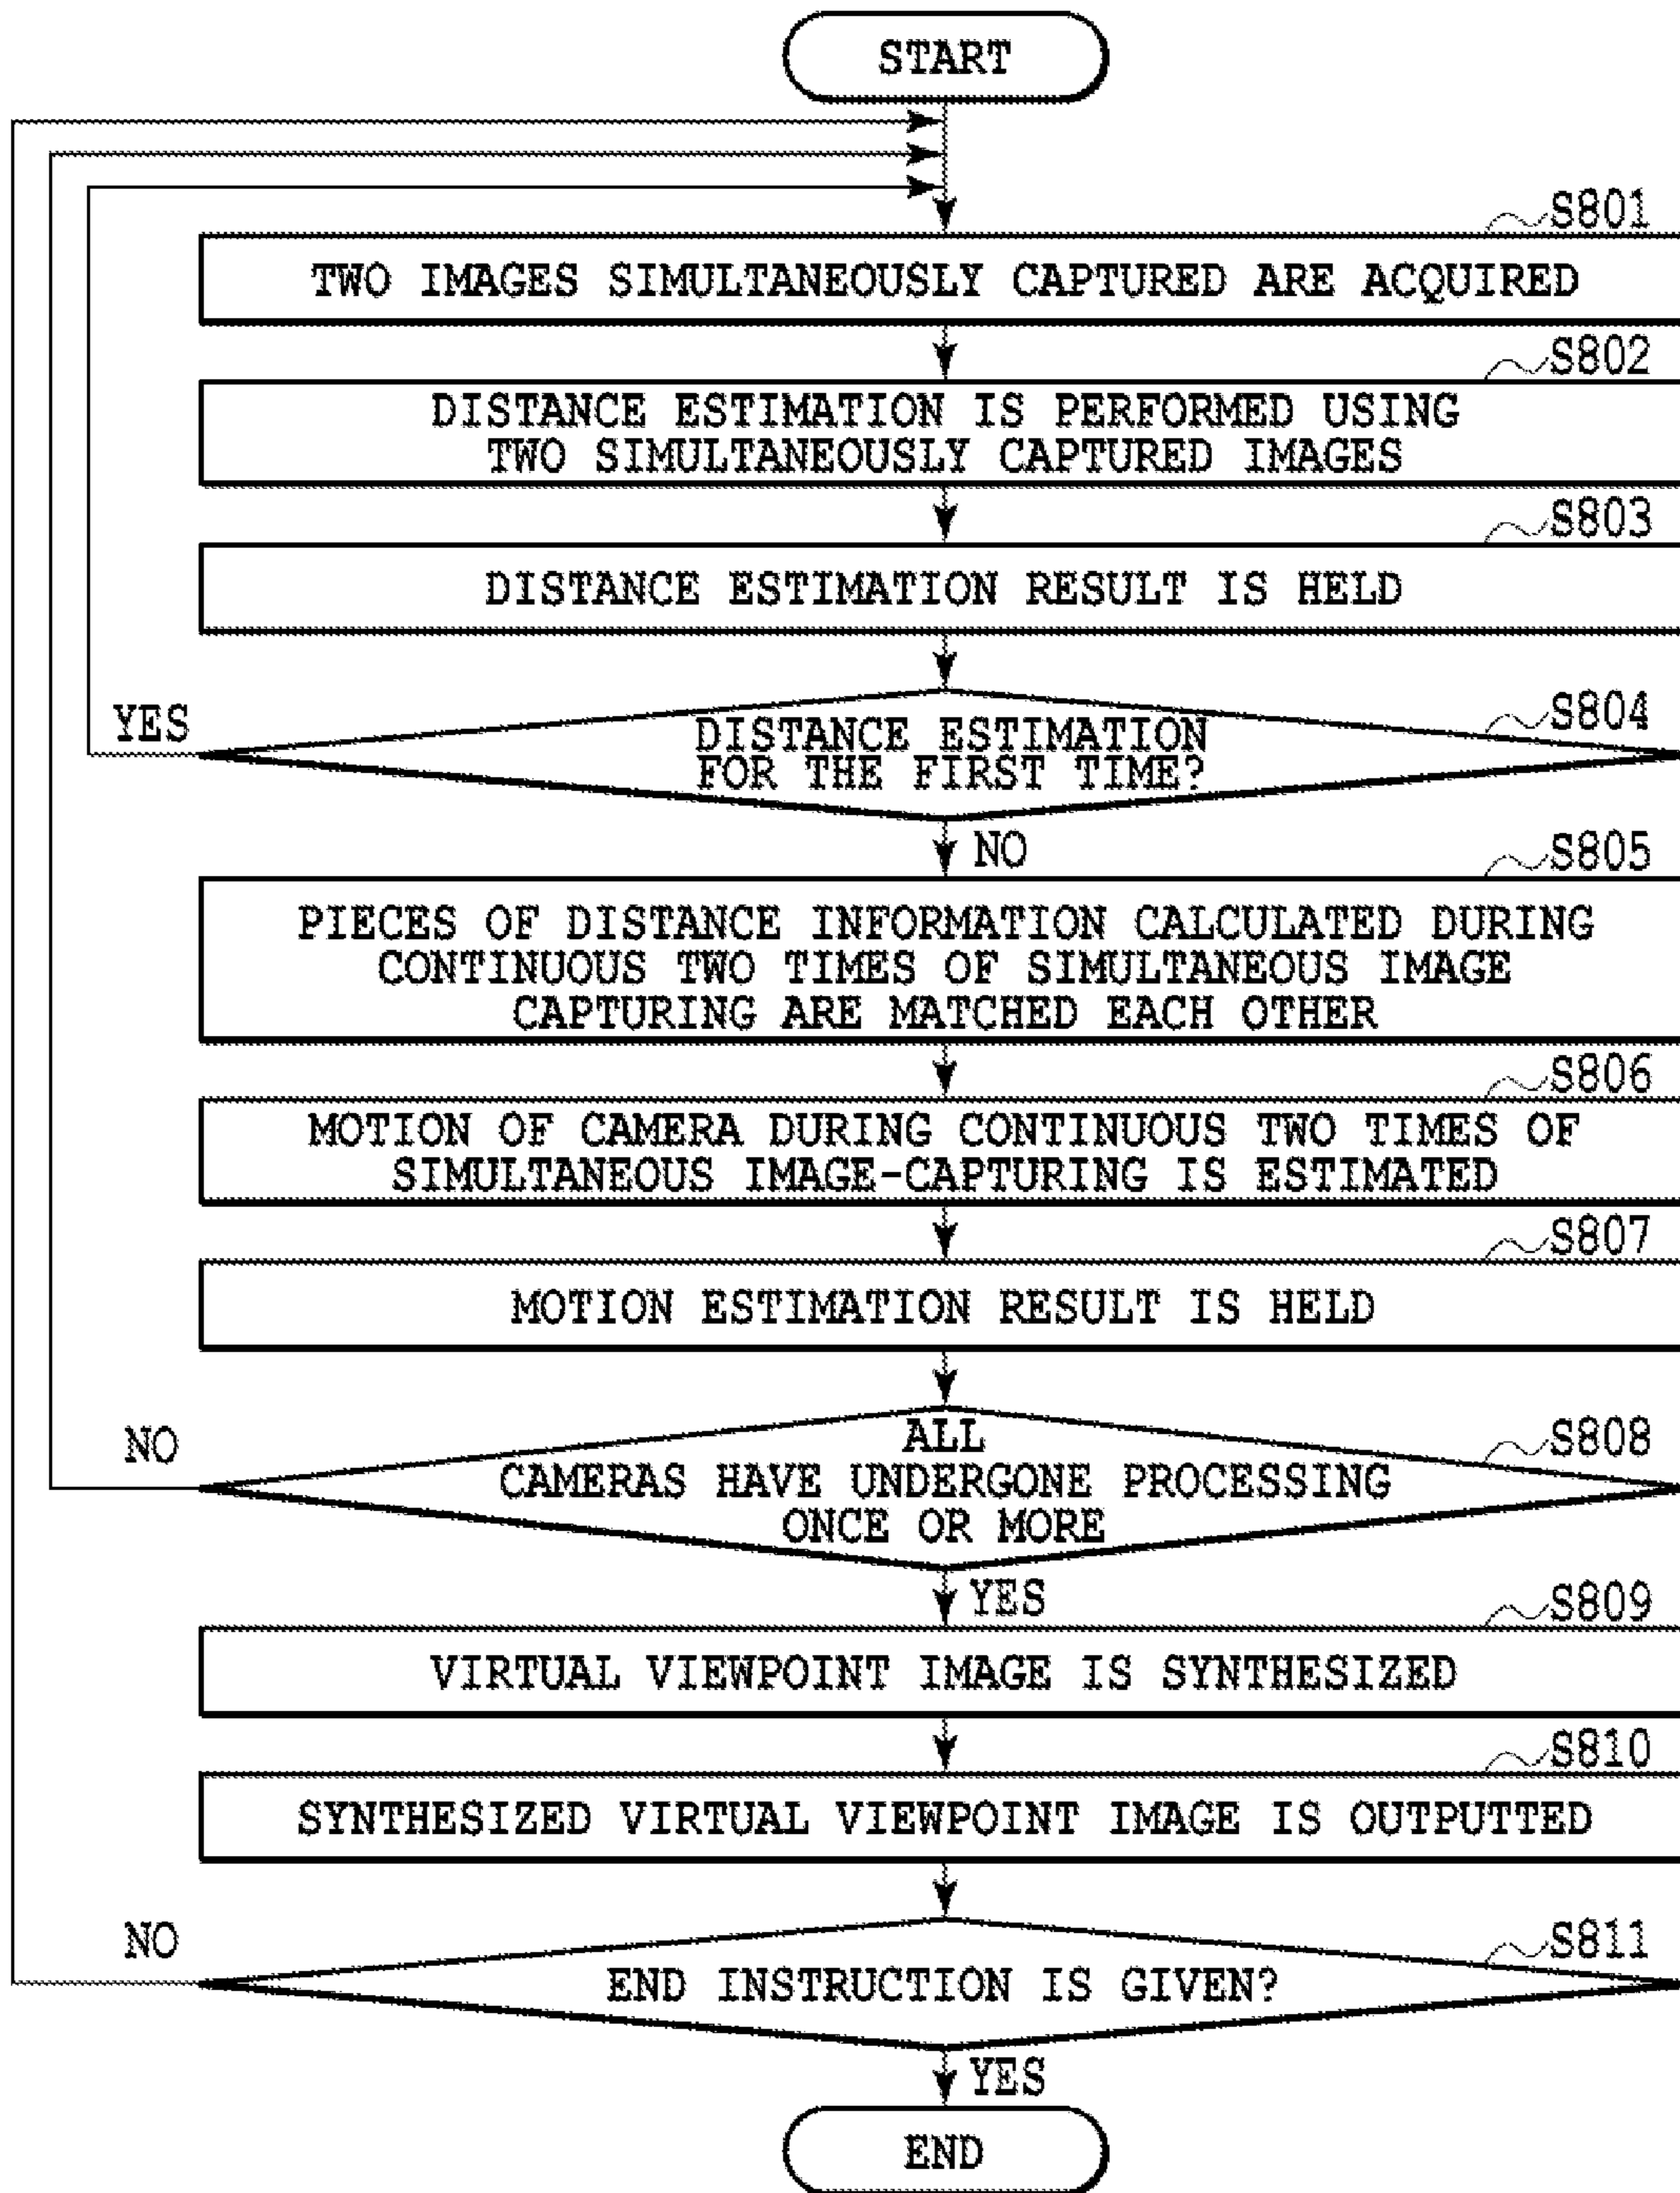 START
S801
TWO IMAGES SIMULTANEOUSLY CAPTURED ARE ACQUIRED
S802
DISTANCE ESTIMATION IS PERFORMED USING
TWO SIMULTANEOUSLY CAPTURED IMAGES
S803
DISTANCE ESTIMATION RESULT IS HELD
YES
S804
DISTANCE ESTIMATION
FOR THE FIRST TIME?
NO
S805
PIECES OF DISTANCE INFORMATION CALCULATED DURING
CONTINUOUS TWO TIMES OF SIMULTANEOUS IMAGE
CAPTURING ARE MATCHED EACH OTHER
S806
MOTION OF CAMERA DURING CONTINUOUS TWO TIMES OF
SIMULTANEOUS IMAGE-CAPTURING IS ESTIMATED
S807
MOTION ESTIMATION RESULT IS HELD
NO
S808
ALL
CAMERAS HAVE UNDERGONE PROCESSING
ONCE OR MORE
YES
S809
VIRTUAL VIEWPOINT IMAGE IS SYNTHESIZED
S810
SYNTHESIZED VIRTUAL VIEWPOINT IMAGE IS OUTPUTTED
NO
S811
END INSTRUCTION IS GIVEN?
YES
END